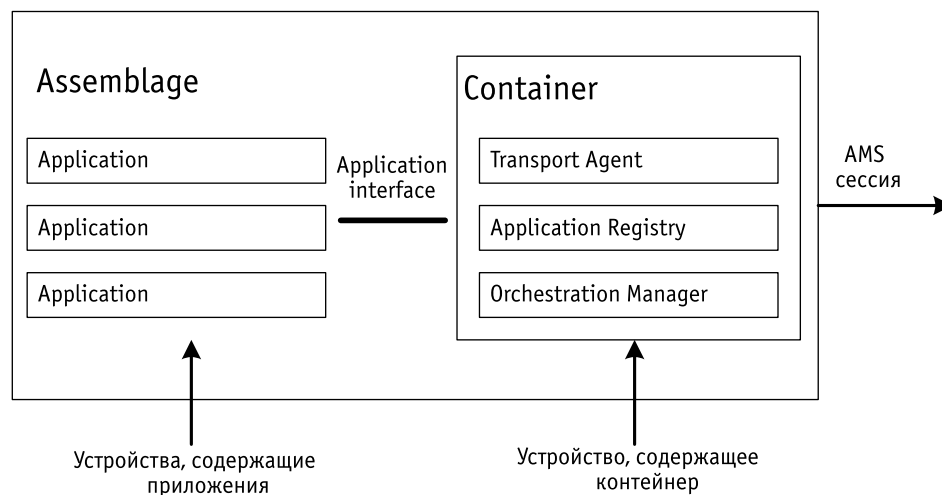 Assemblage
Application
Application
Application
Application
interface
Container
Transport Agent
Application Registry
Orchestration Manager
AMS
сессия
Устройства, содержащие
приложения
Устройство, содержащее
контейнер